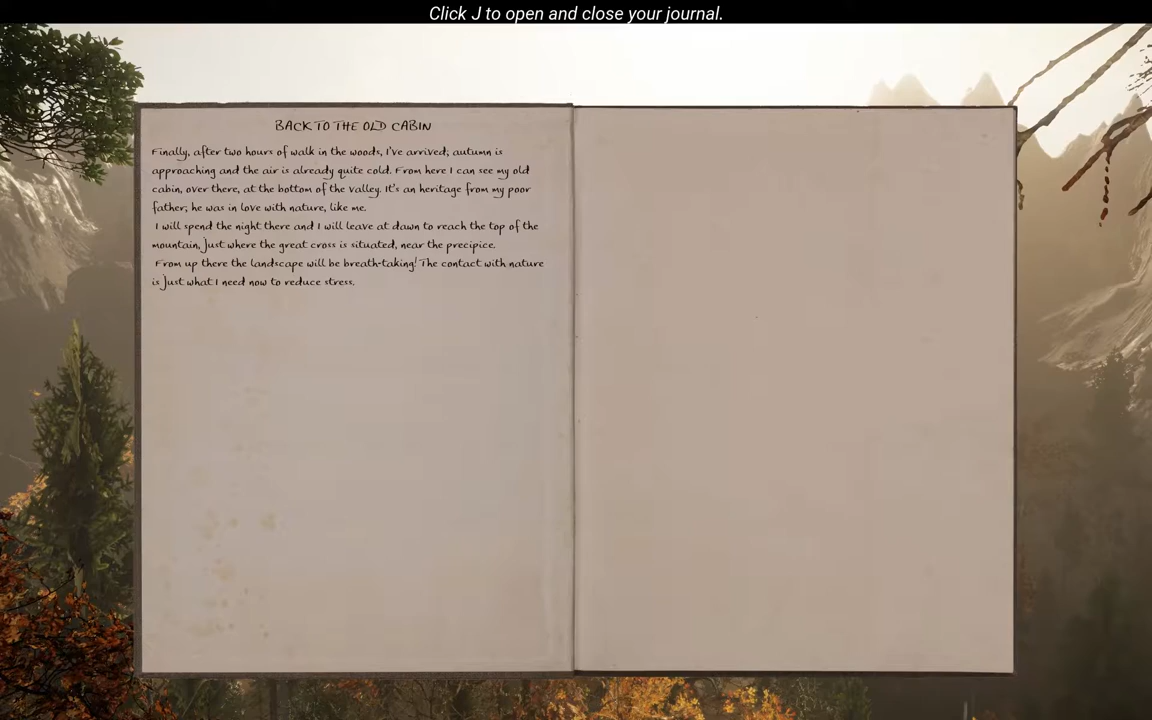 Click J to open and close your journal.
BACK TO THE OLD CABIN
Finally, after two hours of walk in the woods, I've arrived; autumn is
approaching and the air is already quite cold. From here I can see my old
cabin, over there, at the bottom of the valley. It's an heritage from my poor
father; he was in love with nature, like me.
I will spend the night there and I will leave at dawn to reach the top of the
mountain, just where the great cross is situated, near the precipice.
From up there the landscape will be breath-taking! The contact with nature
is just what I need now to reduce stress.